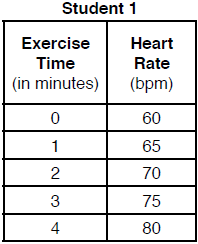 Student 1
Exercise Heart
Time Rate
(in minutes) (bpm)
0 60
1 65
2 70
3 75
4 80